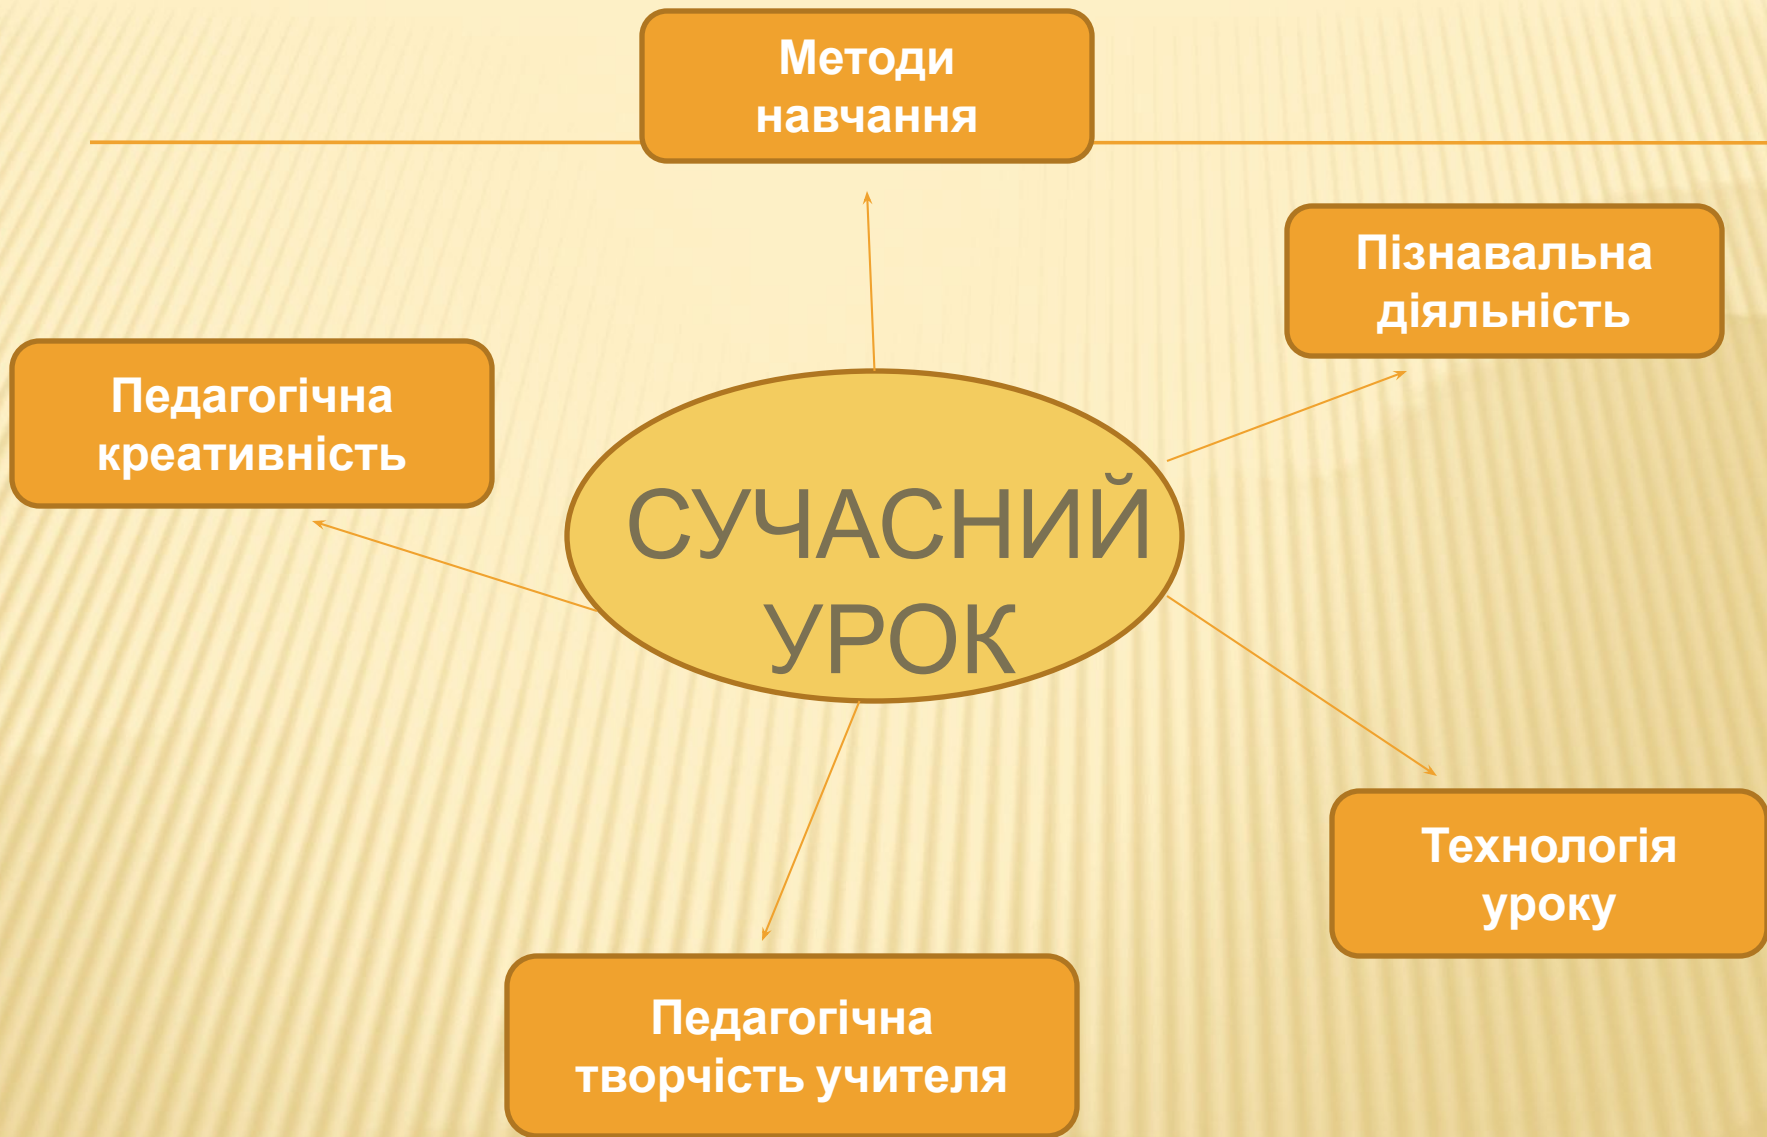 Методи
навчання
Пізнавальна
діяльність
Педагогічна
креативність
СУЧАСНИЙ
УРОК
Технологія
уроку
Педагогічна
творчість учителя